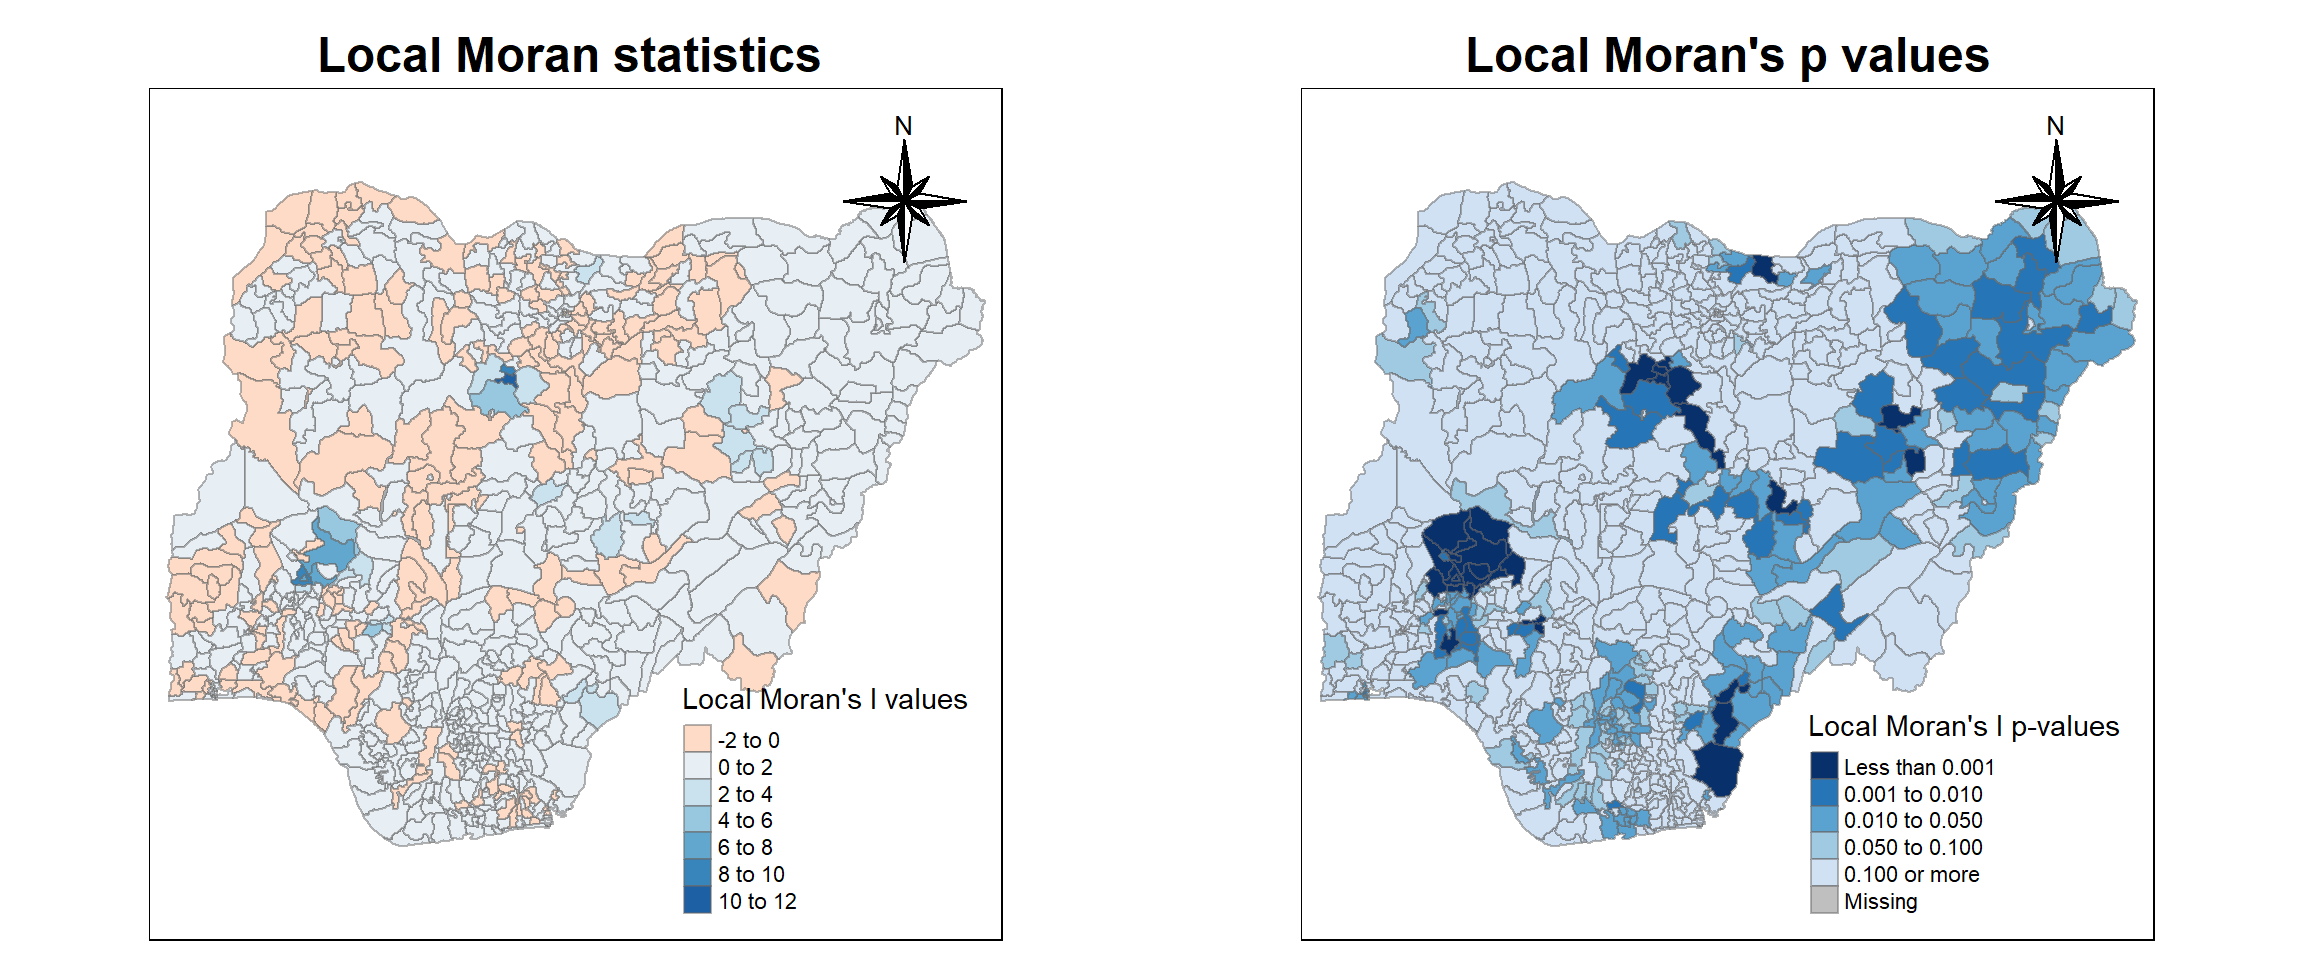 Local Moran statistics
N
Local Moran's I values
-2 to 0
0 to 2
2 to 4
4 to 6
6 to 8
8 to 10
10 to 12
Local Moran's p values
N
Local Moran's I p-values
Less than 0.001
0.001 to 0.010
0.010 to 0.050
0.050 to 0.100
0.100 or more
Missing